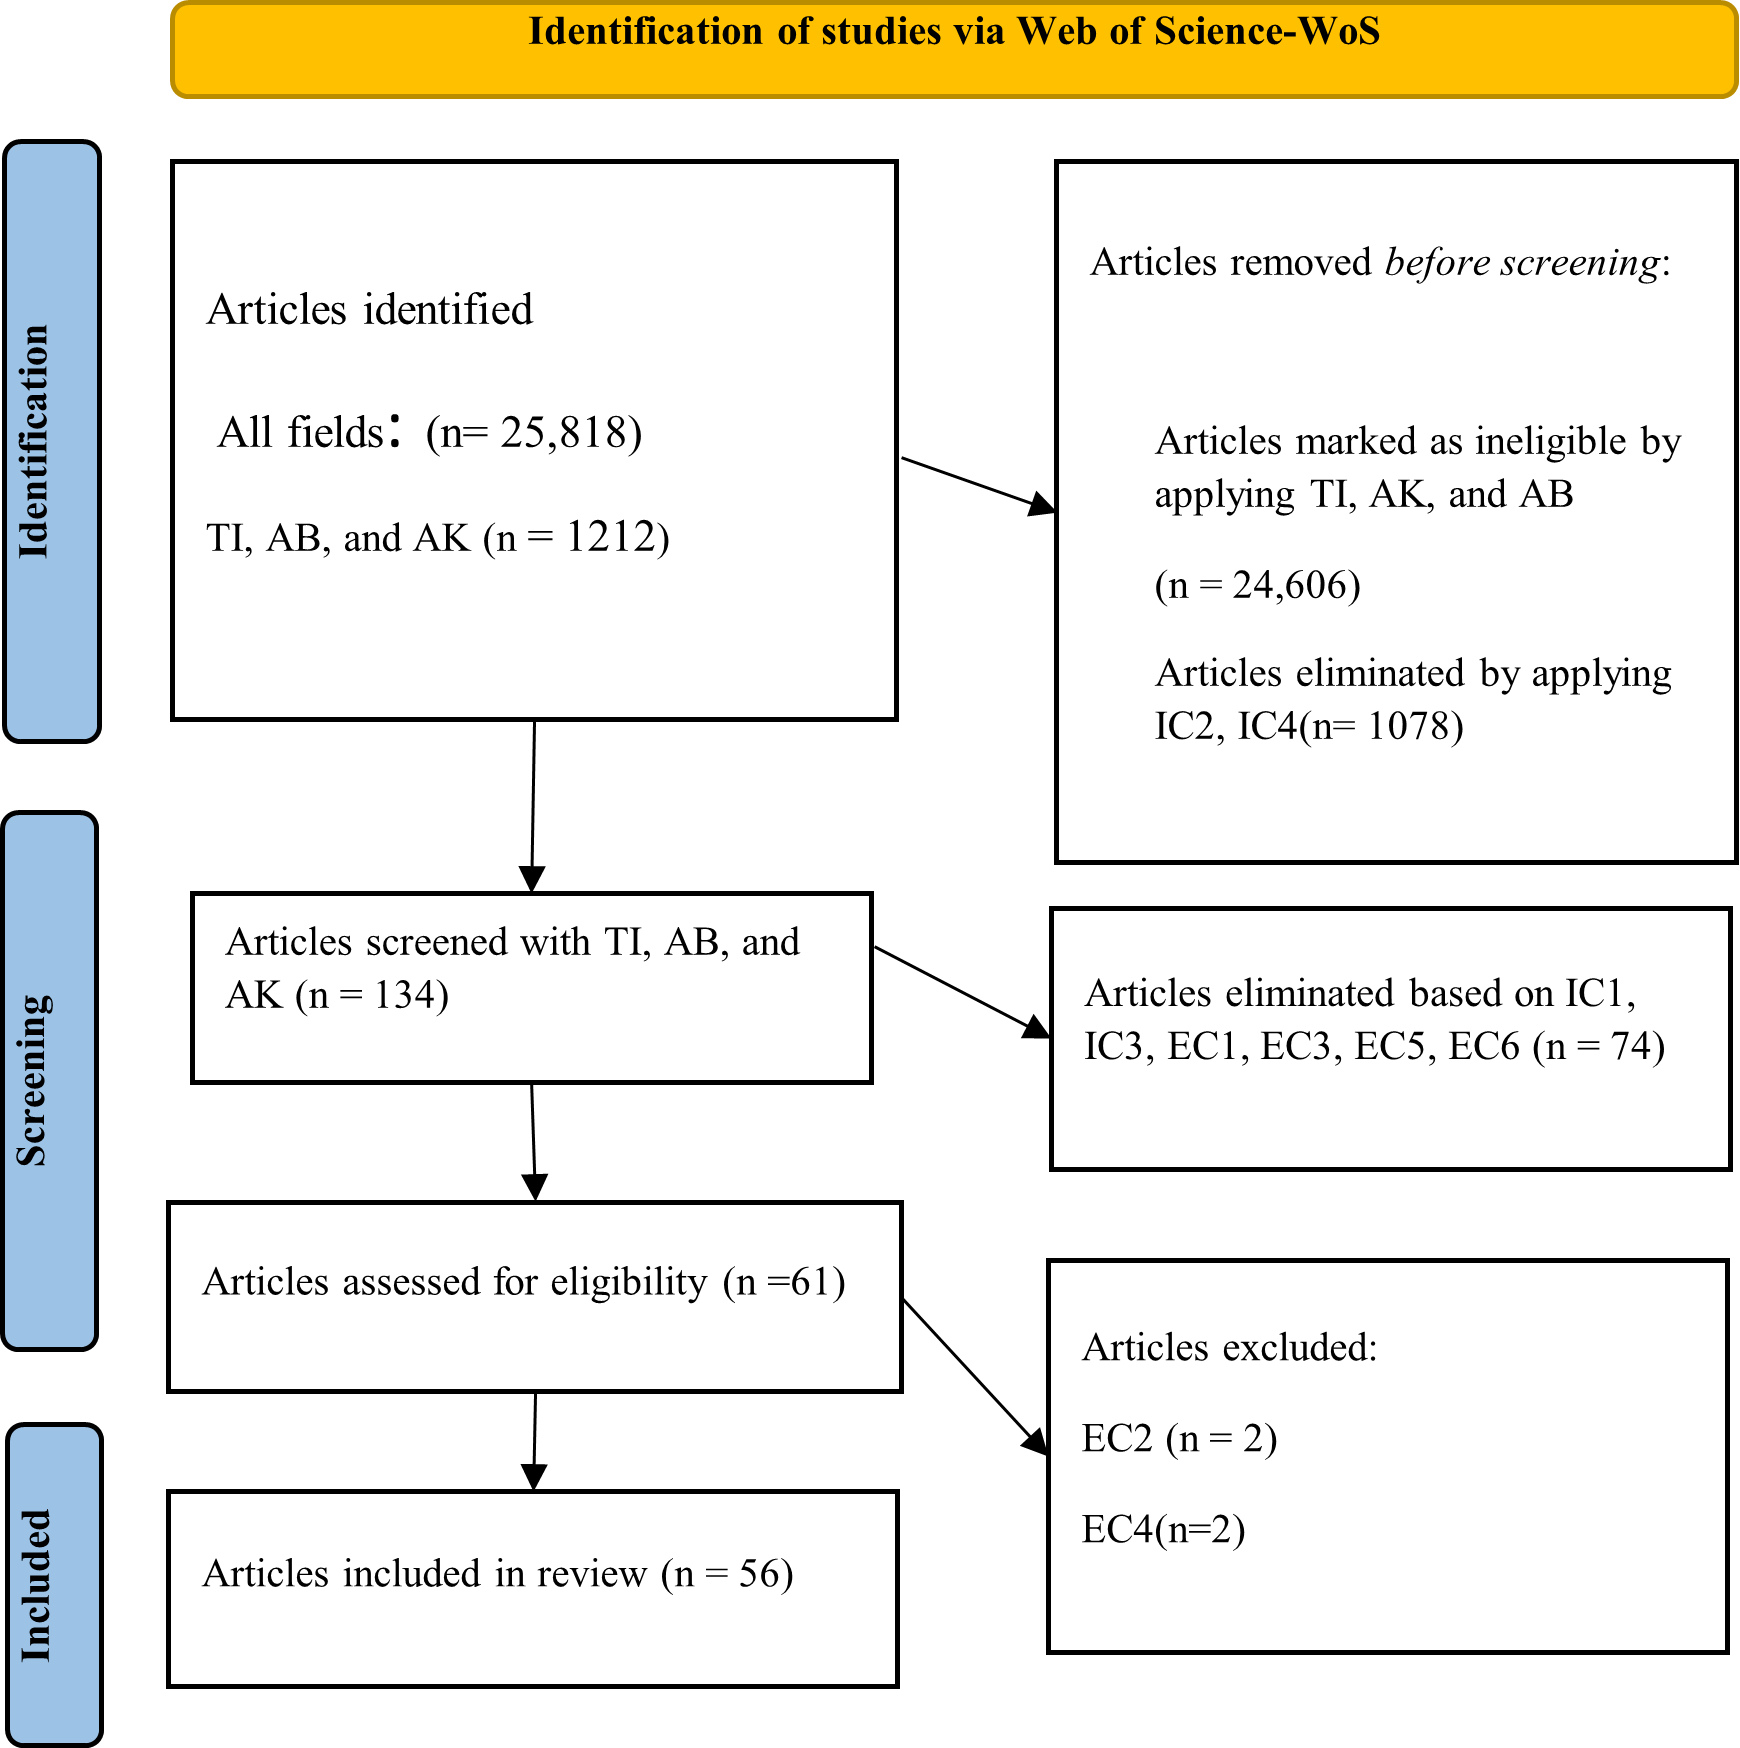 Identification of studies via Web of Science-WoS
Identification
Articles identified
All fields: (n= 25,818)
TI, AB, and AK (n = 1212)
Articles removed before screening:
Articles marked as ineligible by
applying TI, AK, and AB
(n = 24,606)
Articles eliminated by applying
IC2, IC4(n= 1078)
Screening
Articles screened with TI, AB, and
AK (n = 134)
Articles eliminated based on IC1,
IC3, EC1, EC3, EC5, EC6 (n = 74)
Articles assessed for eligibility (n =61)
Articles excluded:
EC2 (n = 2)
EC4(n=2)
Included
Articles included in review (n = 56)